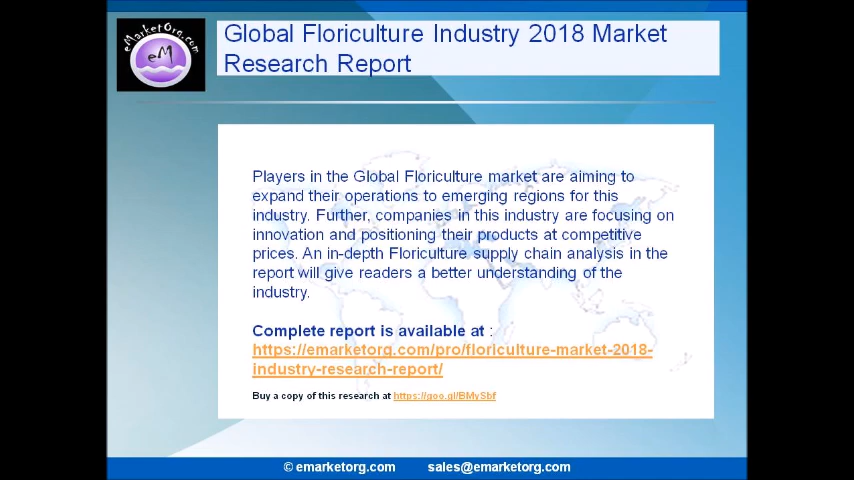 eMarketOrg.com
eM
Global Floriculture Industry 2018 Market
Research Report
Players in the Global Floriculture market are aiming to
expand their operations to emerging regions for this
industry. Further, companies in this industry are focusing on
innovation and positioning their products at competitive
prices. An in-depth Floriculture supply chain analysis in the
report will give readers a better understanding of the
industry.
Complete report is available at :
https://emarketorg.com/pro/floriculture-market-2018-
industry-research-report/
Buy a copy of this research at https://goo.gl/BMySbf
© emarketorg.com sales@emarketorg.com